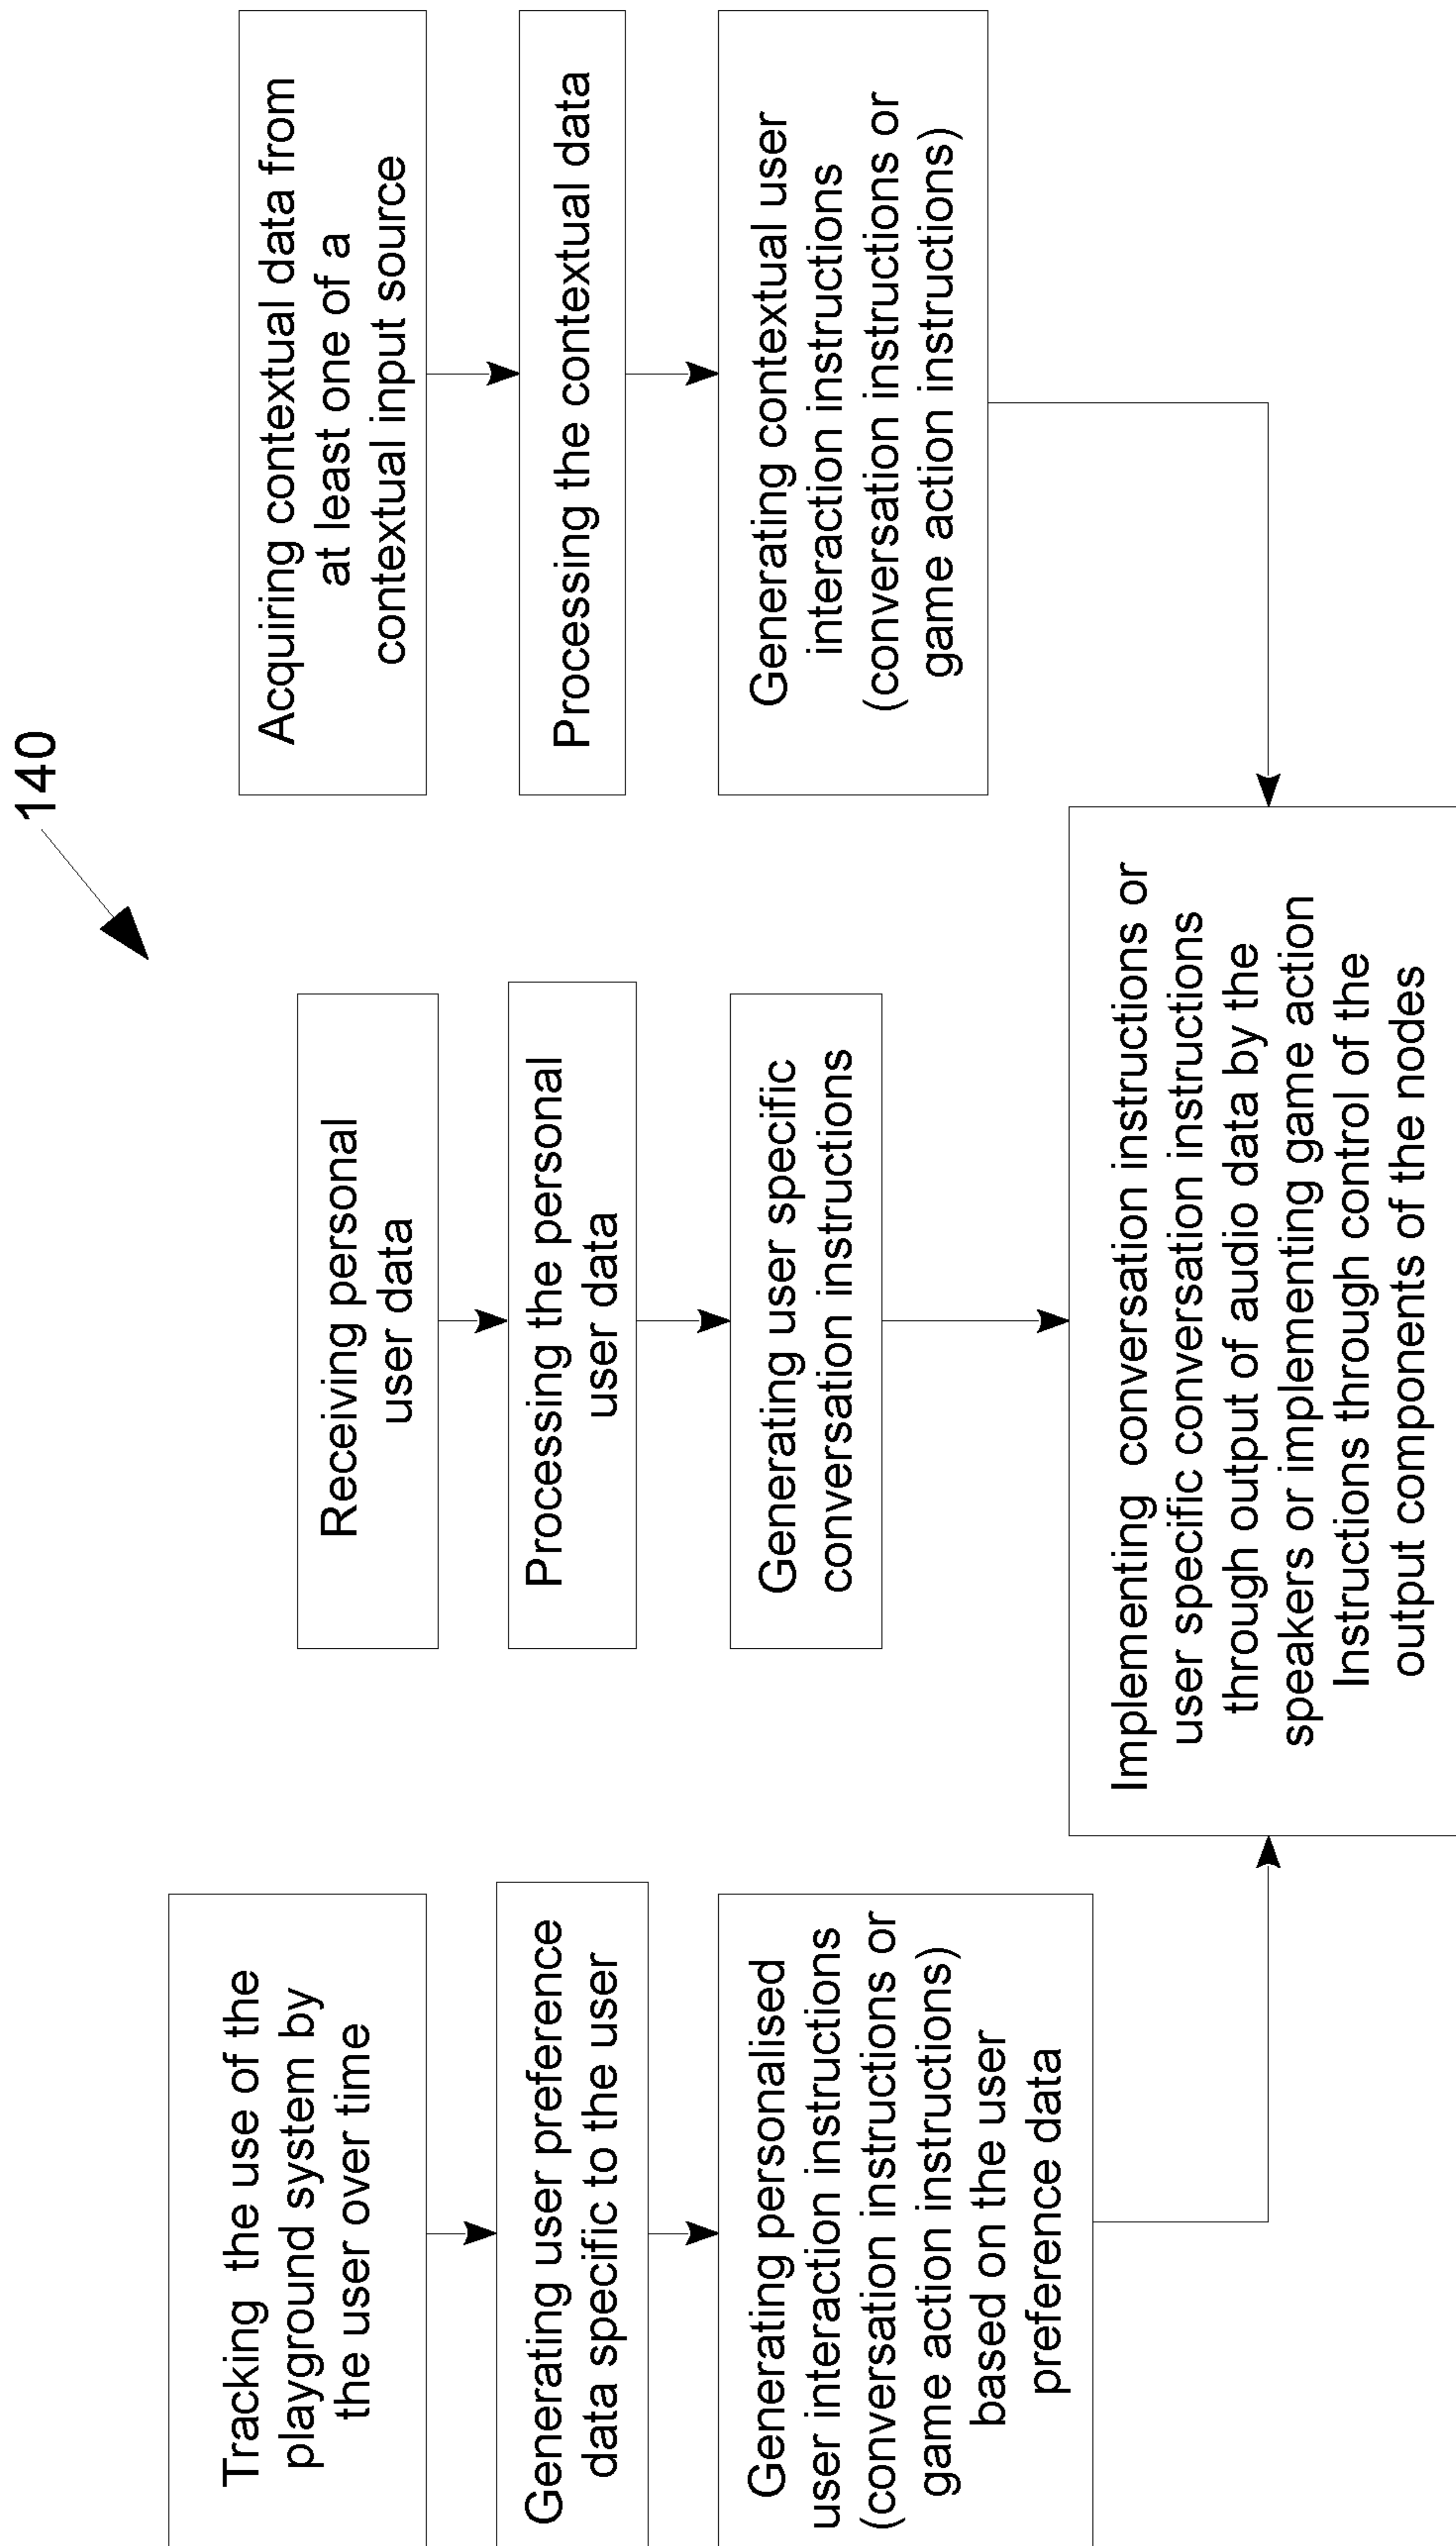 140
Tracking the use of the
playground system by
the user over time
Generating user preference
data specific to the user
Generating personalised
user interaction instructions
(conversation instructions or
game action instructions)
based on the user
preference data
Receiving personal
user data
Processing the personal
user data
Generating user specific
conversation instructions
Acquiring contextual data from
at least one of a
contextual input source
Processing the contextual data
Generating contextual user
interaction instructions
(conversation instructions or
game action instructions)
Implementing conversation instructions or
user specific conversation instructions
through output of audio data by the
speakers or implementing game action
Instructions through control of the
output components of the nodes